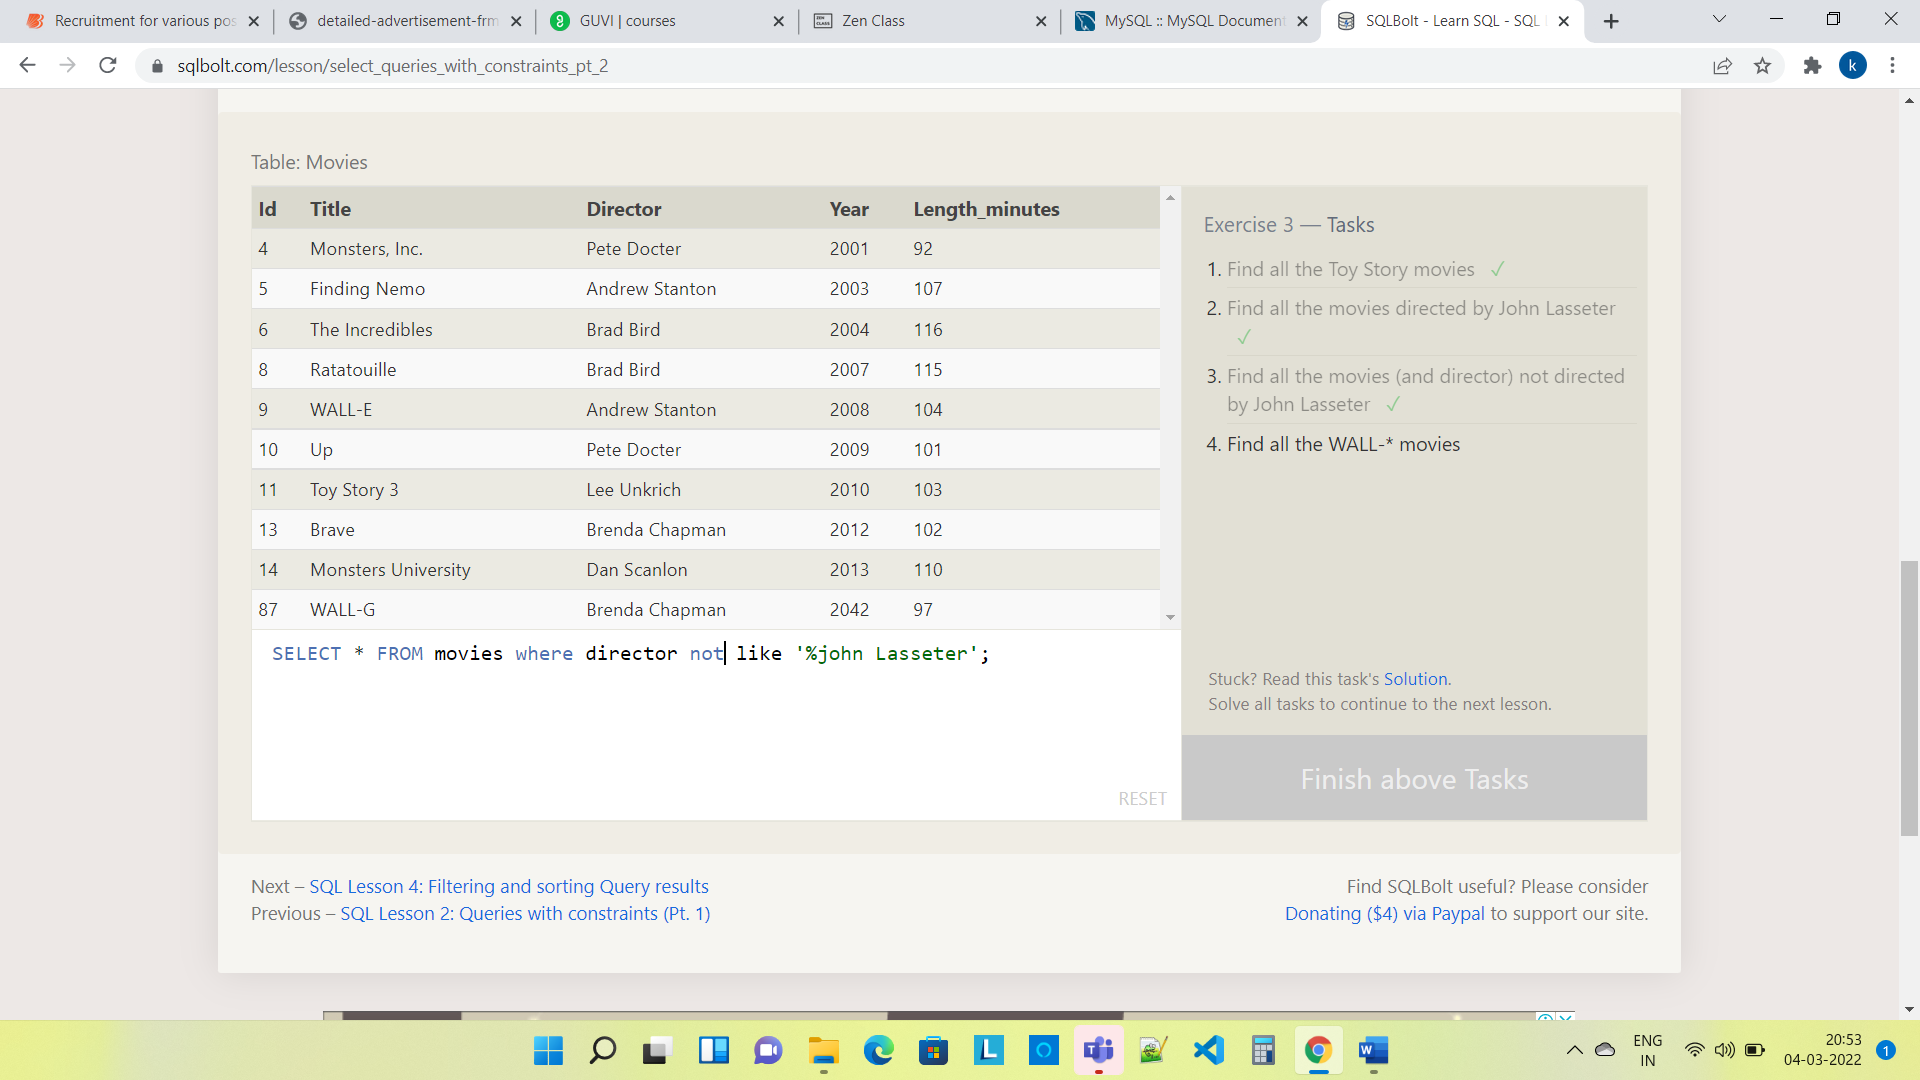 Recruitment for various pos
detailed-advertisement-frm
GUVI | courses
Zen Class
MySQL :: MySQL Document
SQLBolt - Learn SQL - SQL
sqlbolt.com/lesson/select_queries_with_constraints_pt_2
k
Table: Movies
Id Title Director Year Length_minutes
4 Monsters, Inc. Pete Docter 2001 92
5 Finding Nemo Andrew Stanton 2003 107
6 The Incredibles Brad Bird 2004 116
8 Ratatouille Brad Bird 2007 115
9 WALL-E Andrew Stanton 2008 104
10 Up Pete Docter 2009 101
11 Toy Story 3 Lee Unkrich 2010 103
13 Brave Brenda Chapman 2012 102
14 Monsters University Dan Scanlon 2013 110
87 WALL-G Brenda Chapman 2042 97
SELECT * FROM movies where director not like '%john Lasseter';
RESET
Exercise 3 — Tasks
1. Find all the Toy Story movies ✓
2. Find all the movies directed by John Lasseter
✓
3. Find all the movies (and director) not directed
by John Lasseter ✓
4. Find all the WALL-* movies
Stuck? Read this task's Solution.
Solve all tasks to continue to the next lesson.
Finish above Tasks
Next – SQL Lesson 4: Filtering and sorting Query results
Previous – SQL Lesson 2: Queries with constraints (Pt. 1)
Find SQLBolt useful? Please consider
Donating ($4) via Paypal to support our site.
ENG
IN
20:53
04-03-2022
1